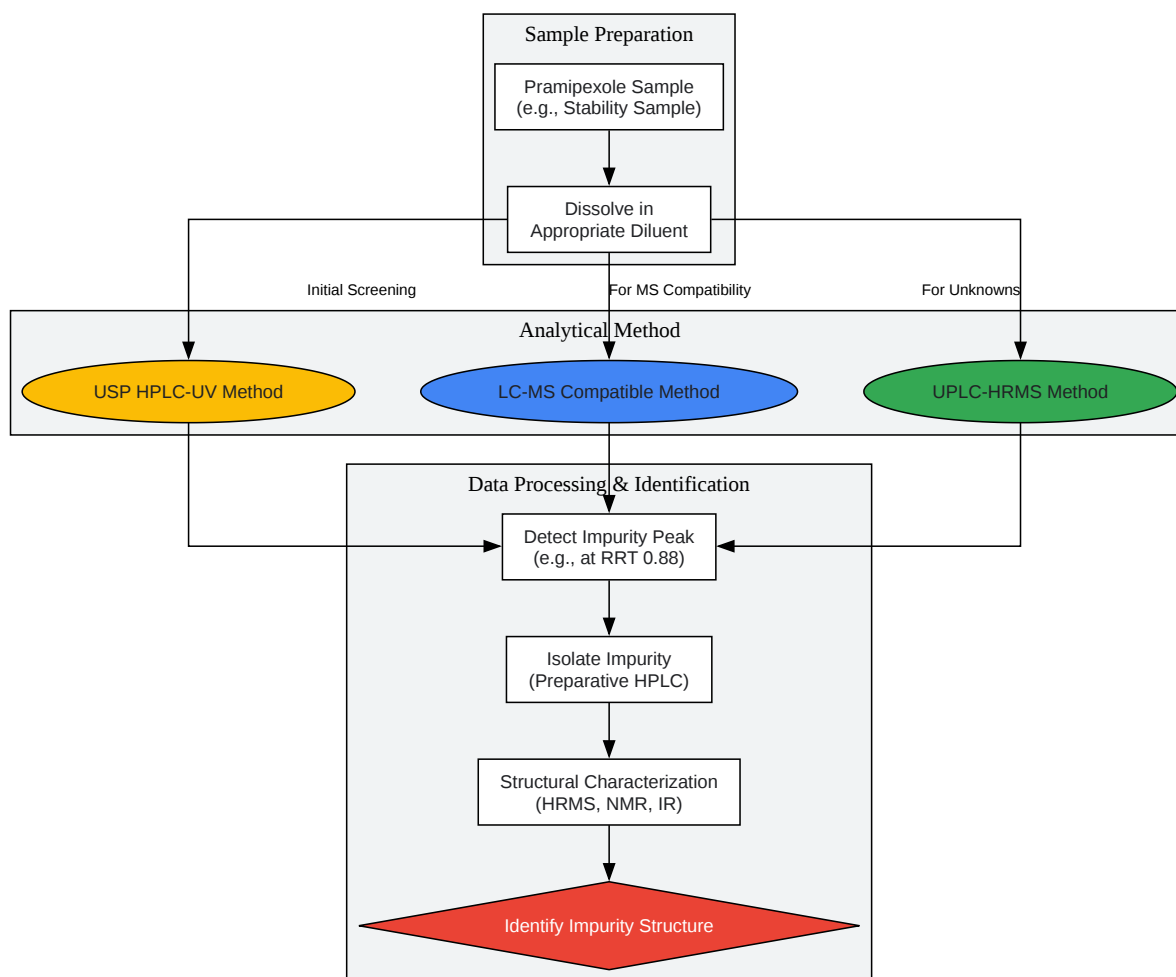 Sample Preparation
Pramipexole Sample
(e.g., Stability Sample)
Dissolve in
Appropriate Diluent
Initial Screening
For MS Compatibility
For Unknowns
Analytical Method
USP HPLC-UV Method
LC-MS Compatible Method
UPLC-HRMS Method
Data Processing & Identification
Detect Impurity Peak
(e.g., at RRT 0.88)
Isolate Impurity
(Preparative HPLC)
Structural Characterization
(HRMS, NMR, IR)
Identify Impurity Structure